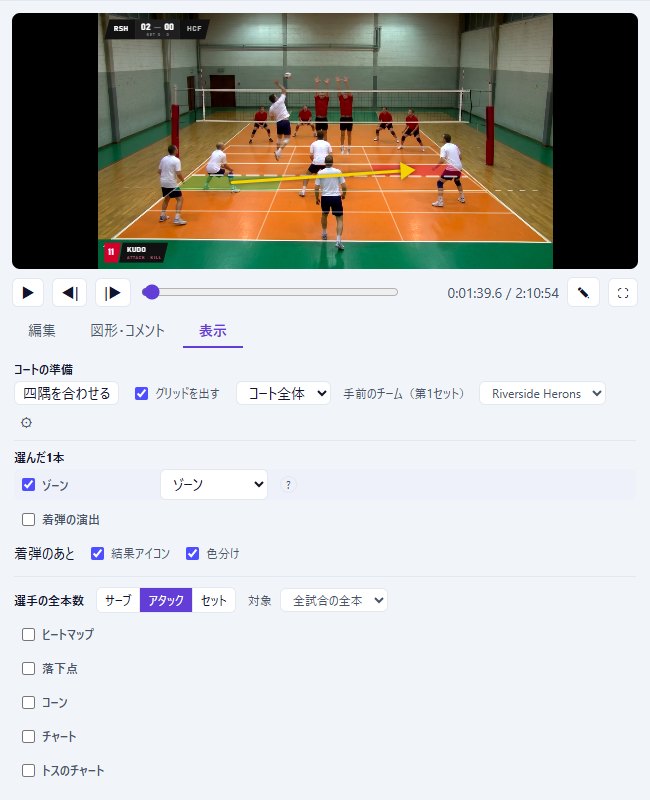 RSH 02 — 00 HCF
SET 0 0
11 KUDO
ATTACK · KILL
0:01:39.6 / 2:10:54
編集 図形・コメント 表示
コートの準備
四隅を合わせる グリッドを出す コート全体 手前のチーム（第1セット） Riverside Herons
選んだ1本
ゾーン ゾーン ?
着弾の演出
着弾のあと 結果アイコン 色分け
選手の全本数 サーブ アタック セット 対象 全試合の全本
ヒートマップ
落下点
コーン
チャート
トスのチャート